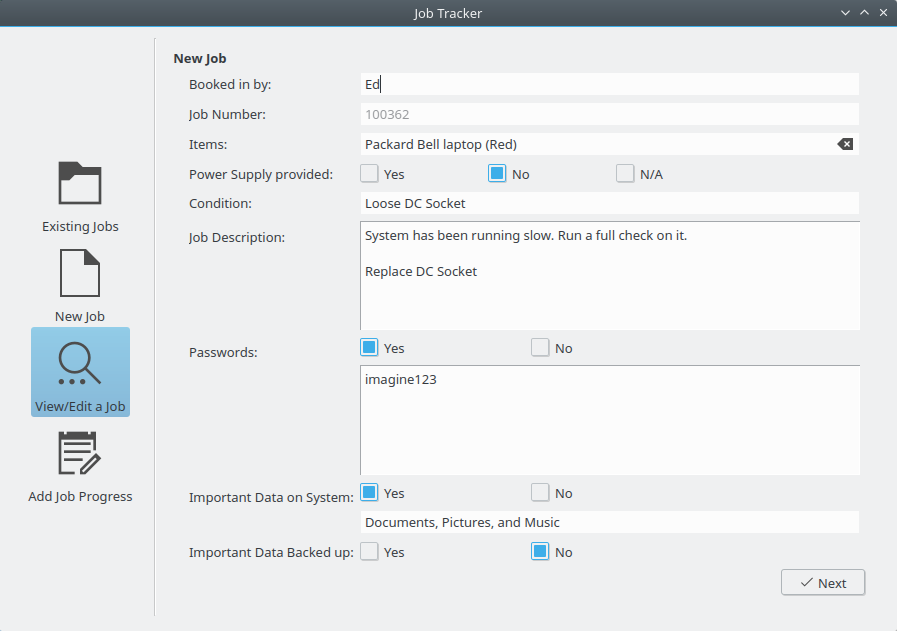 Job Tracker
Existing Jobs
New Job
View/Edit a Job
Add Job Progress
New Job
Booked in by: Ed
Job Number: 100362
Items: Packard Bell laptop (Red)
Power Supply provided: Yes No N/A
Condition: Loose DC Socket
Job Description: System has been running slow. Run a full check on it.
Replace DC Socket
Passwords: Yes No
imagine123
Important Data on System: Yes No
Documents, Pictures, and Music
Important Data Backed up: Yes No
Next